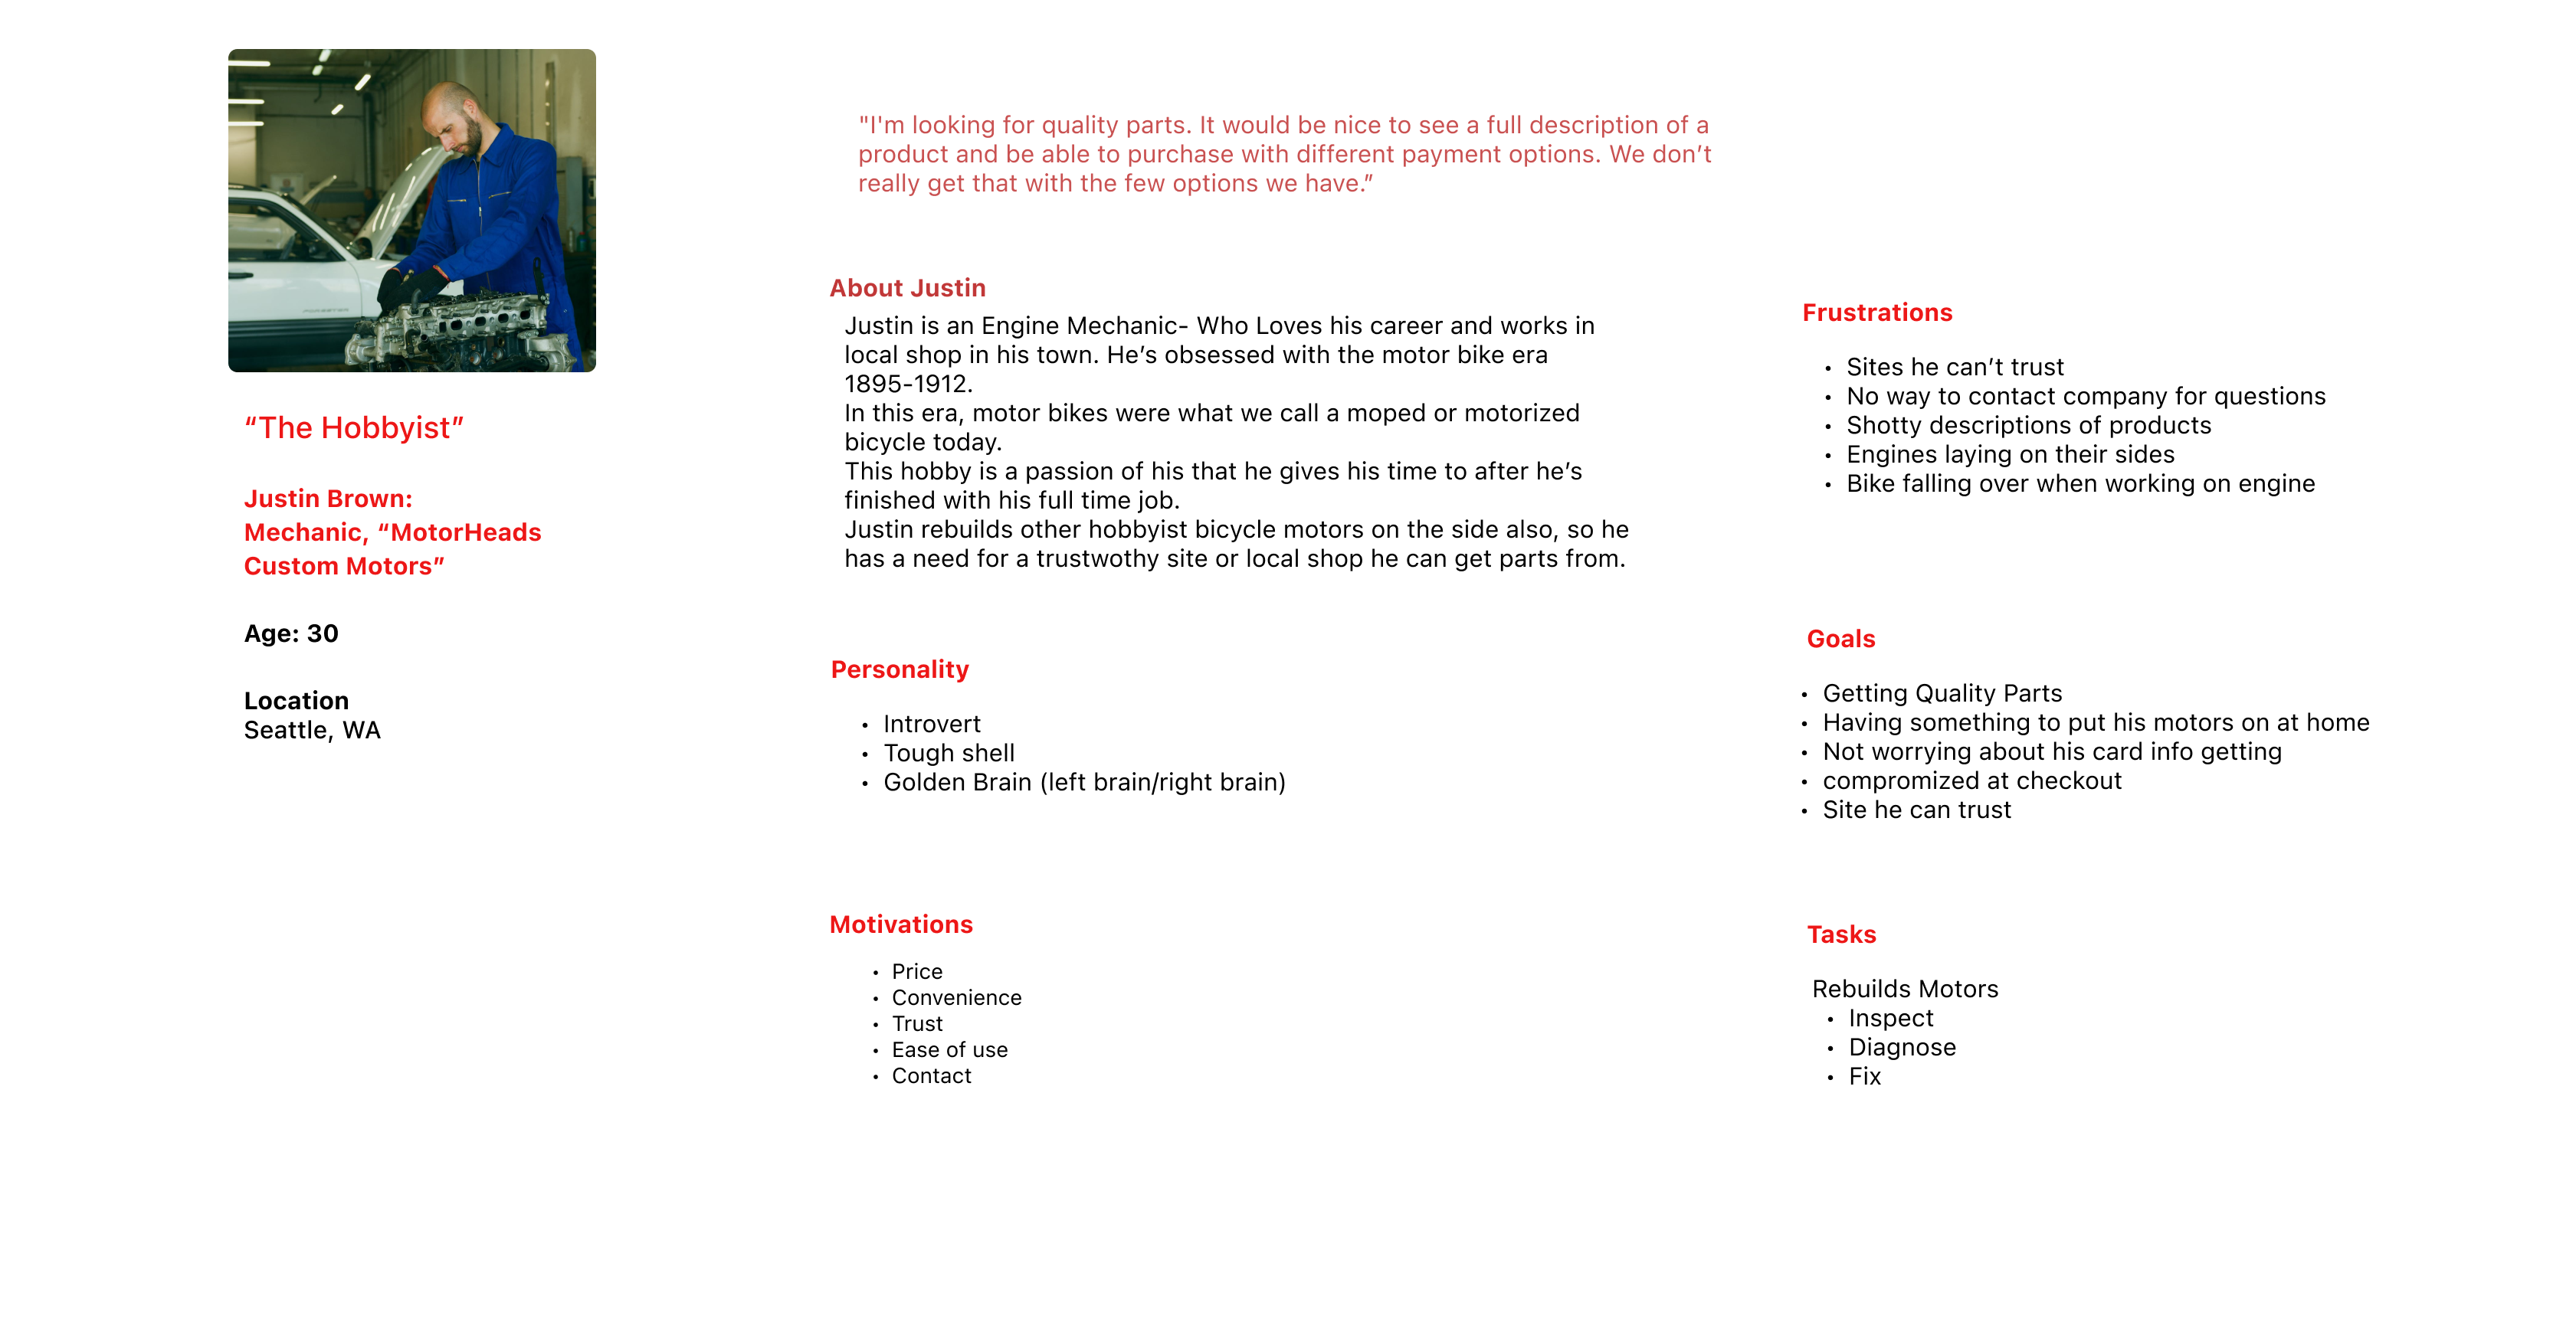 “The Hobbyist”
Justin Brown:
Mechanic, “MotorHeads
Custom Motors”
Age: 30
Location
Seattle, WA
"I'm looking for quality parts. It would be nice to see a full description of a
product and be able to purchase with different payment options. We don’t
really get that with the few options we have.”
About Justin
Justin is an Engine Mechanic- Who Loves his career and works in
local shop in his town. He’s obsessed with the motor bike era
1895-1912.
In this era, motor bikes were what we call a moped or motorized
bicycle today.
This hobby is a passion of his that he gives his time to after he’s
finished with his full time job.
Justin rebuilds other hobbyist bicycle motors on the side also, so he
has a need for a trustwothy site or local shop he can get parts from.
Personality
• Introvert
• Tough shell
• Golden Brain (left brain/right brain)
Motivations
• Price
• Convenience
• Trust
• Ease of use
• Contact
Frustrations
• Sites he can’t trust
• No way to contact company for questions
• Shotty descriptions of products
• Engines laying on their sides
• Bike falling over when working on engine
Goals
• Getting Quality Parts
• Having something to put his motors on at home
• Not worrying about his card info getting
• compromized at checkout
• Site he can trust
Tasks
Rebuilds Motors
• Inspect
• Diagnose
• Fix